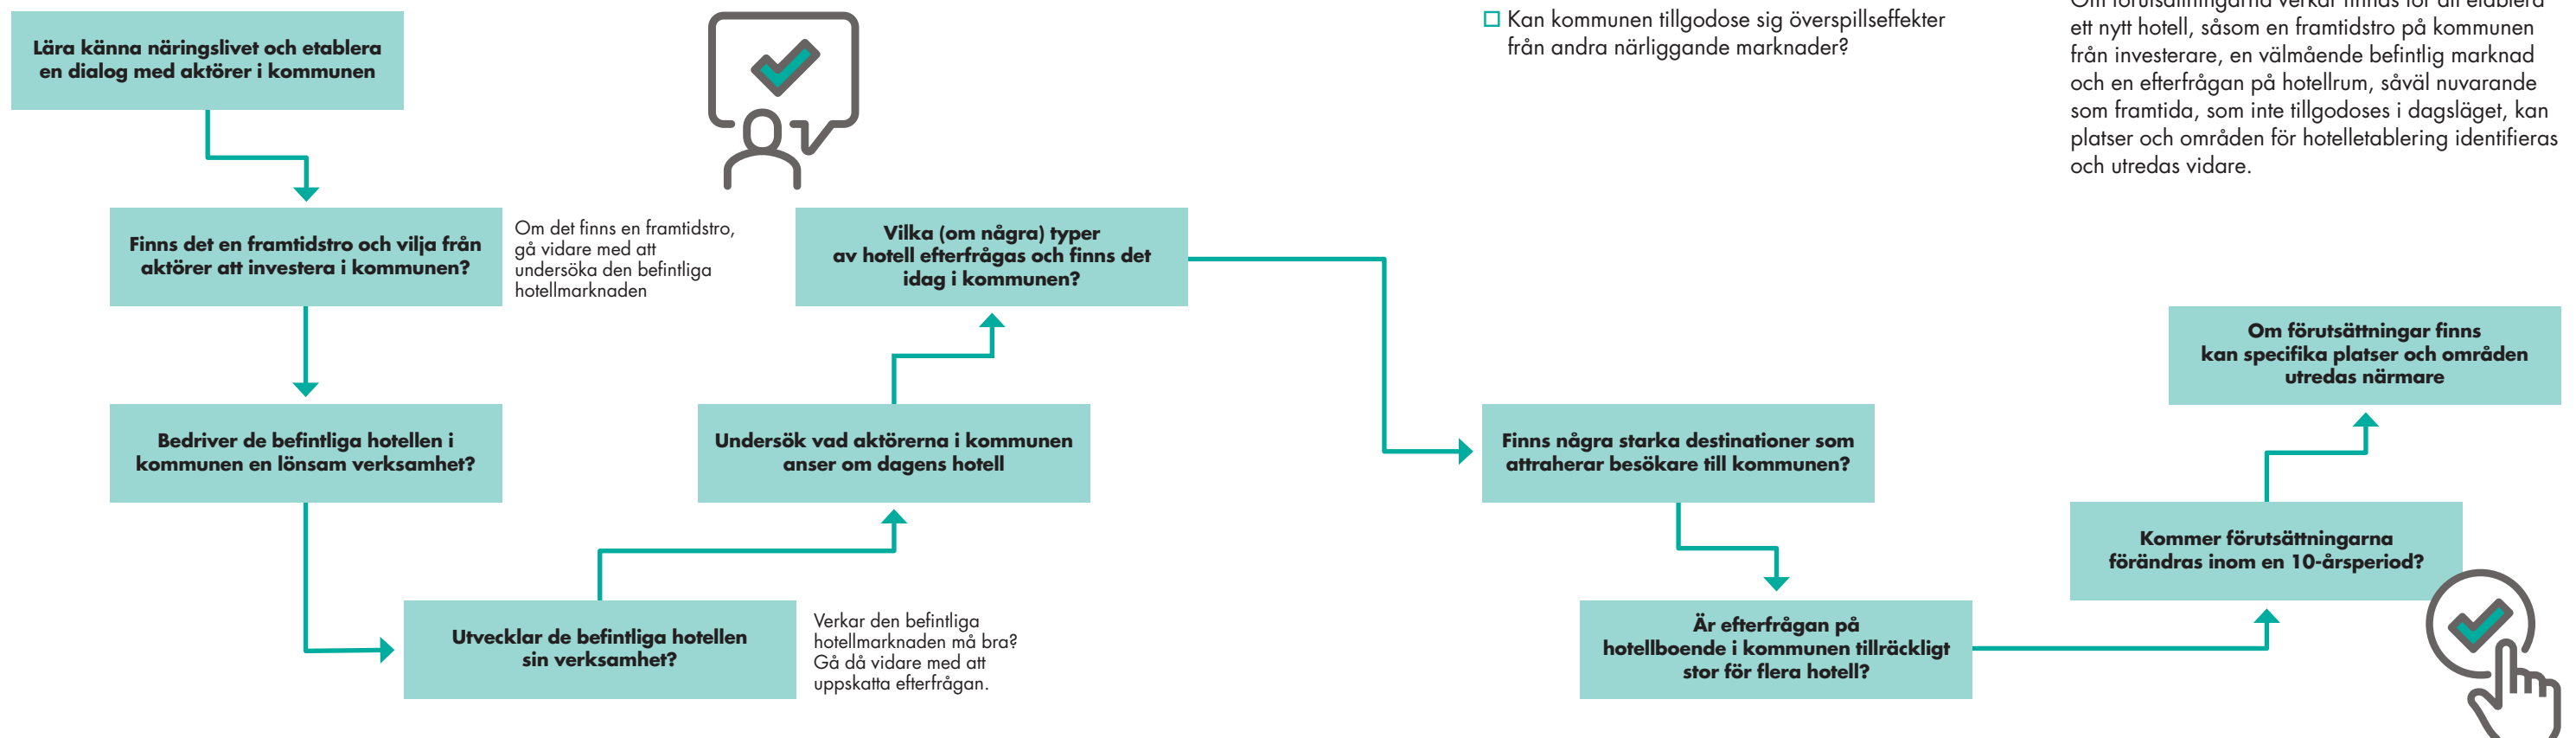 Lära känna näringslivet och etablera
en dialog med aktörer i kommunen
Finns det en framtidstro och vilja från
aktörer att investera i kommunen?
Om det finns en framtidstro,
gå vidare med att
undersöka den befintliga
hotellmarknaden
Bedriver de befintliga hotellen i
kommunen en lönsam verksamhet?
Utvecklar de befintliga hotellen
sin verksamhet?
Verkar den befintliga
hotellmarknaden må bra?
Gå då vidare med att
uppskatta efterfrågan.
Undersök vad aktörerna i kommunen
anser om dagens hotell
Vilka (om några) typer
av hotell efterfrågas och finns det
idag i kommunen?
Kan kommunen tillgodose sig överspillseffekter
från andra närliggande marknader?
Finns några starka destinationer som
attraherar besökare till kommunen?
Är efterfrågan på
hotellboende i kommunen tillräckligt
stor för flera hotell?
Kommer förutsättningarna
förändras inom en 10-årsperiod?
Om förutsättningar finns
kan specifika platser och områden
utredas närmare
Om förutsättningarna verkar finnas för att etablera
ett nytt hotell, såsom en framtidstro på kommunen
från investerare, en välmående befintlig marknad
och en efterfrågan på hotellrum, såväl nuvarande
som framtida, som inte tillgodoses i dagsläget, kan
platser och områden för hotelletablering identifieras
och utredas vidare.